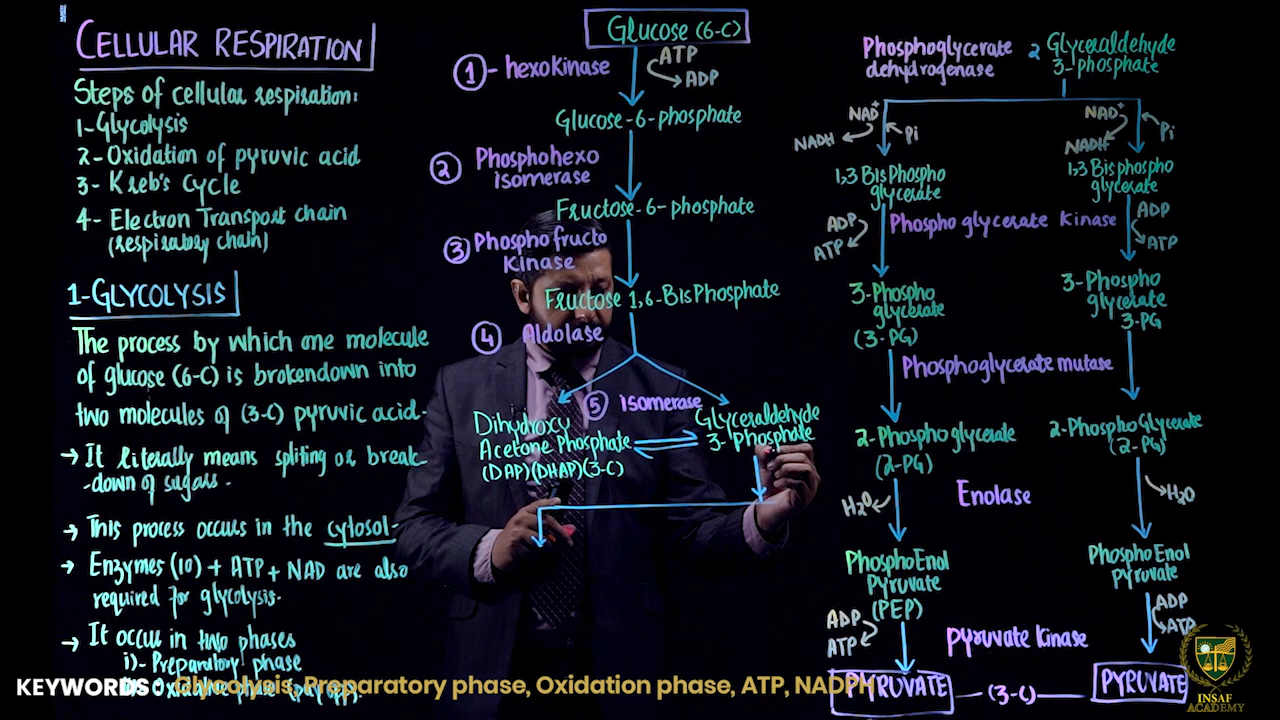 CELLULAR RESPIRATION
Steps of cellular respiration:
1-Glycolysis
2-Oxidation of pyruvic acid
3- Kreb's Cycle
4- Electron Transport chain
(respiratory chain)
1-GLYCOLYSIS
The process by which one molecule
of glucose (6-C) is brokendown into
two molecules of (3-C) pyruvic acid.
→ It literally means spliting or break-
-down of sugars.
→ This process occurs in the cytosol-
→ Enzymes (10) + ATP + NAD are also
required for glycolysis.
→ It occur in two phases
i)- Preparatory phase
Glucose (6-C)
① - hexoKinase
ATP
ADP
Glucose-6-phosphate
② Phosphohexo
Isomerase
Fructose-6-phosphate
③ Phosphofructo
Kinase
Fructose 1,6-BisPhosphate
④ Aldolase
⑤ Isomerase
Dihydroxy
Acetone Phosphate
(DAP)(DHAP)(3-C)
Glyceraldehyde
3-Phosphate
Phosphoglycerate
dehydrogenase
2 Glyceraldehyde
3-phosphate
NAD+
NADH
Pi
NAD+
NADH
Pi
1,3 BisPhospho
glycerate
1,3 Bisphospho
glycerate
ADP
ATP
Phospho glycerate Kinase
ADP
ATP
3-Phospho
glycerate
(3-PG)
3-Phospho
glycerate
3-PG
Phosphoglycerate mutase
2-Phosphoglycerate
(2-PG)
2-PhosphoGlycerate
(2-PG)
H2O
Enolase
H2O
PhosphoEnol
Pyruvate
(PEP)
PhosphoEnol
Pyruvate
ADP
ATP
Pyruvate Kinase
ADP
ATP
PYRUVATE
(3-C)
PYRUVATE
KEYWORDS : Glycolysis, Preparatory phase, Oxidation phase, ATP, NADPH
INSAF
ACADEMY